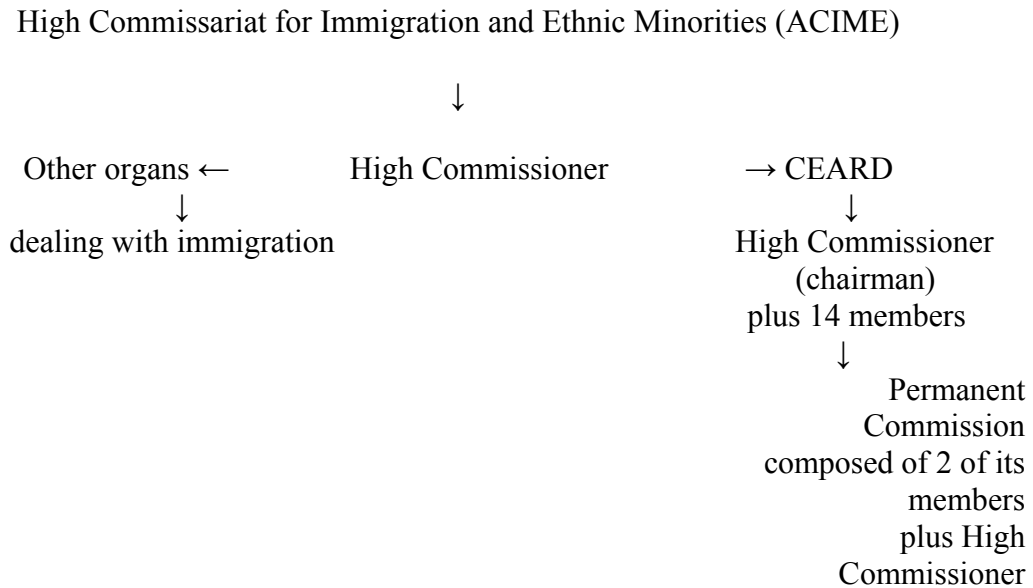 High Commissariat for Immigration and Ethnic Minorities (ACIME)
↓
Other organs ← High Commissioner → CEARD
↓ ↓
dealing with immigration High Commissioner
(chairman)
plus 14 members
↓
Permanent
Commission
composed of 2 of its
members
plus High
Commissioner